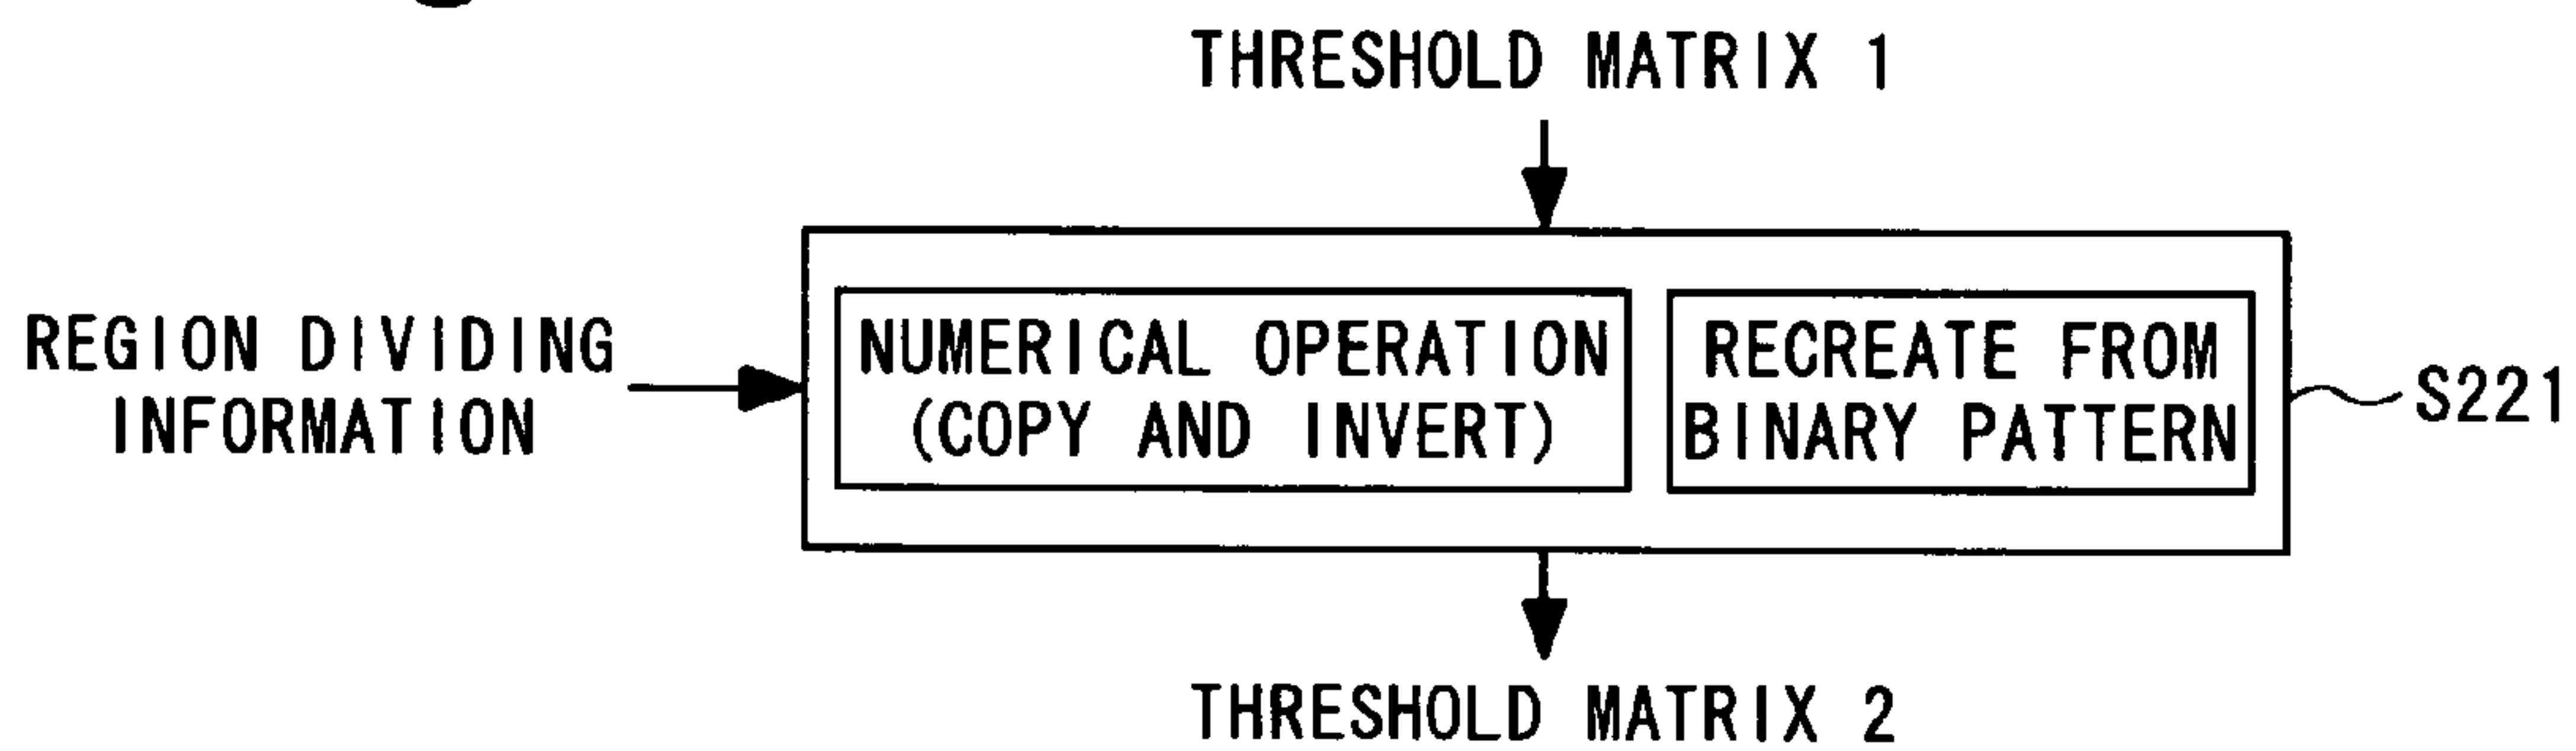 THRESHOLD MATRIX 1
REGION DIVIDING
INFORMATION
NUMERICAL OPERATION
(COPY AND INVERT)
RECREATE FROM
BINARY PATTERN
S221
THRESHOLD MATRIX 2